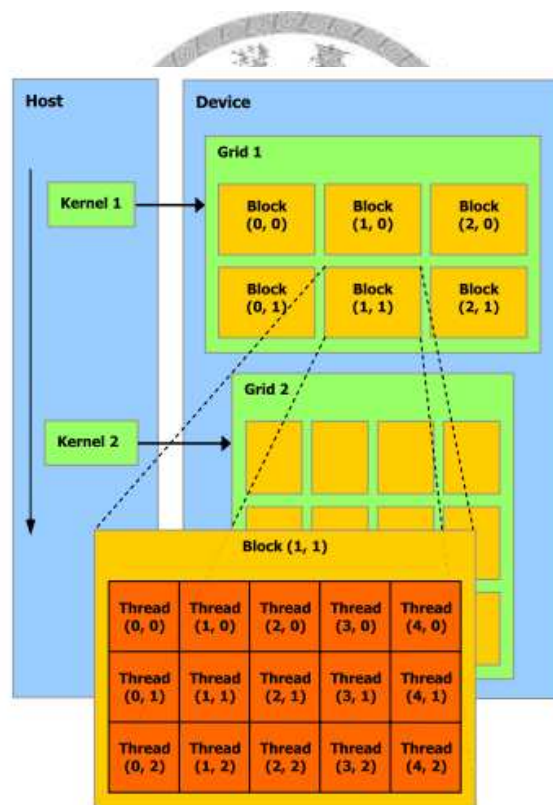 Host
Device
Grid 1
Kernel 1
Block
(0, 0)
Block
(1, 0)
Block
(2, 0)
Block
(0, 1)
Block
(1, 1)
Block
(2, 1)
Grid 2
Kernel 2
Block (1, 1)
Thread
(0, 0)
Thread
(1, 0)
Thread
(2, 0)
Thread
(3, 0)
Thread
(4, 0)
Thread
(0, 1)
Thread
(1, 1)
Thread
(2, 1)
Thread
(3, 1)
Thread
(4, 1)
Thread
(0, 2)
Thread
(1, 2)
Thread
(2, 2)
Thread
(3, 2)
Thread
(4, 2)